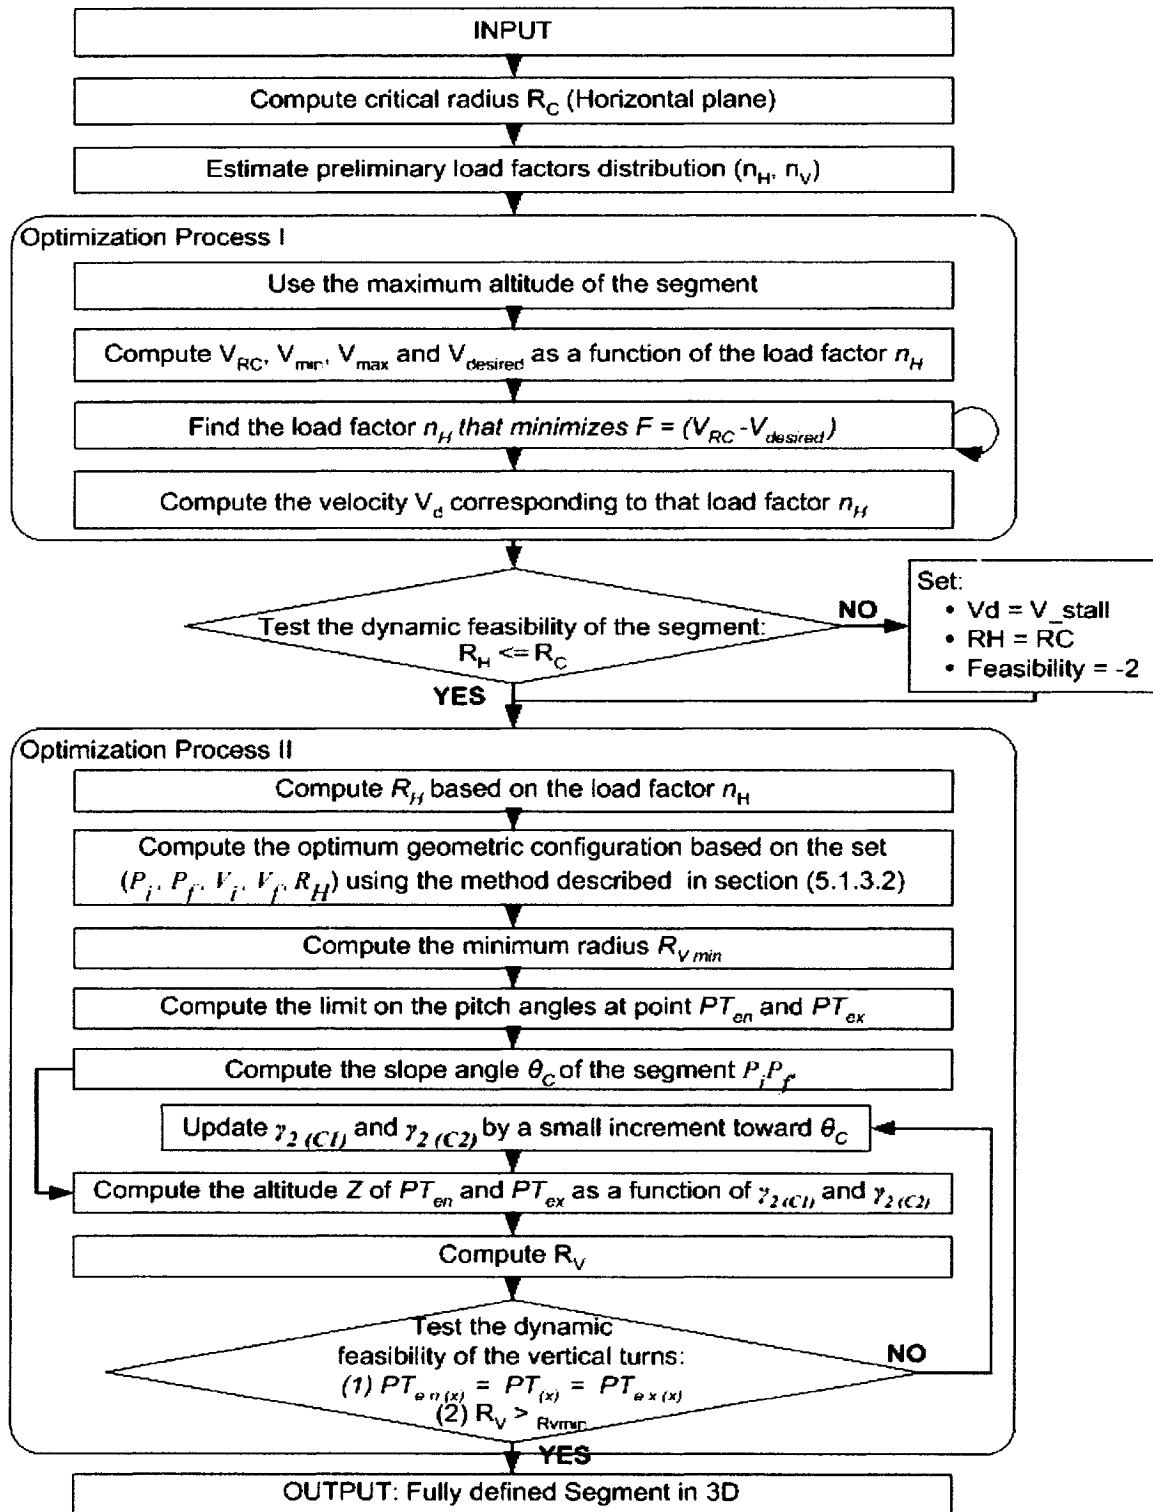 INPUT
Compute critical radius R_C (Horizontal plane)
Estimate preliminary load factors distribution (n_H, n_V)
Optimization Process I
Use the maximum altitude of the segment
Compute V_RC, V_min, V_max and V_desired as a function of the load factor n_H
Find the load factor n_H that minimizes F = (V_RC -V_desired)
Compute the velocity V_d corresponding to that load factor n_H
Test the dynamic feasibility of the segment:
R_H <= R_C
NO
Set:
• Vd = V_stall
• RH = RC
• Feasibility = -2
YES
Optimization Process II
Compute R_H based on the load factor n_H
Compute the optimum geometric configuration based on the set
(P_i, P_f, V_i, V_f, R_H) using the method described in section (5.1.3.2)
Compute the minimum radius R_V min
Compute the limit on the pitch angles at point PT_en and PT_ex
Compute the slope angle θ_C of the segment P_i P_f
Update γ_2 (C1) and γ_2 (C2) by a small increment toward θ_C
Compute the altitude Z of PT_en and PT_ex as a function of γ_2 (C1) and γ_2 (C2)
Compute R_V
Test the dynamic
feasibility of the vertical turns:
(1) PT_en (x) = PT_(x) = PT_ex (x)
(2) R_V > Rvmin
NO
YES
OUTPUT: Fully defined Segment in 3D